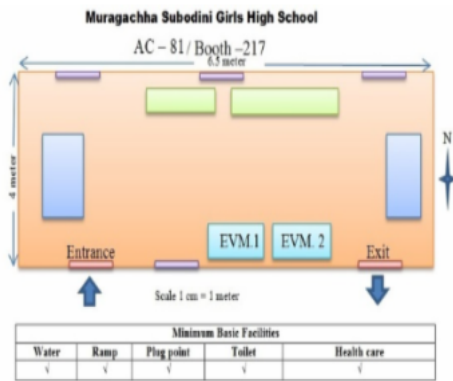 Muragachha Subodini Girls High School
AC – 81/ Booth –217
6.5 meter
4 meter
N
EVM.1 EVM. 2
Entrance Exit
Scale 1 cm = 1 meter
Minimum Basic Facilities
Water Ramp Plug point Toilet Health care
√ √ √ √ √